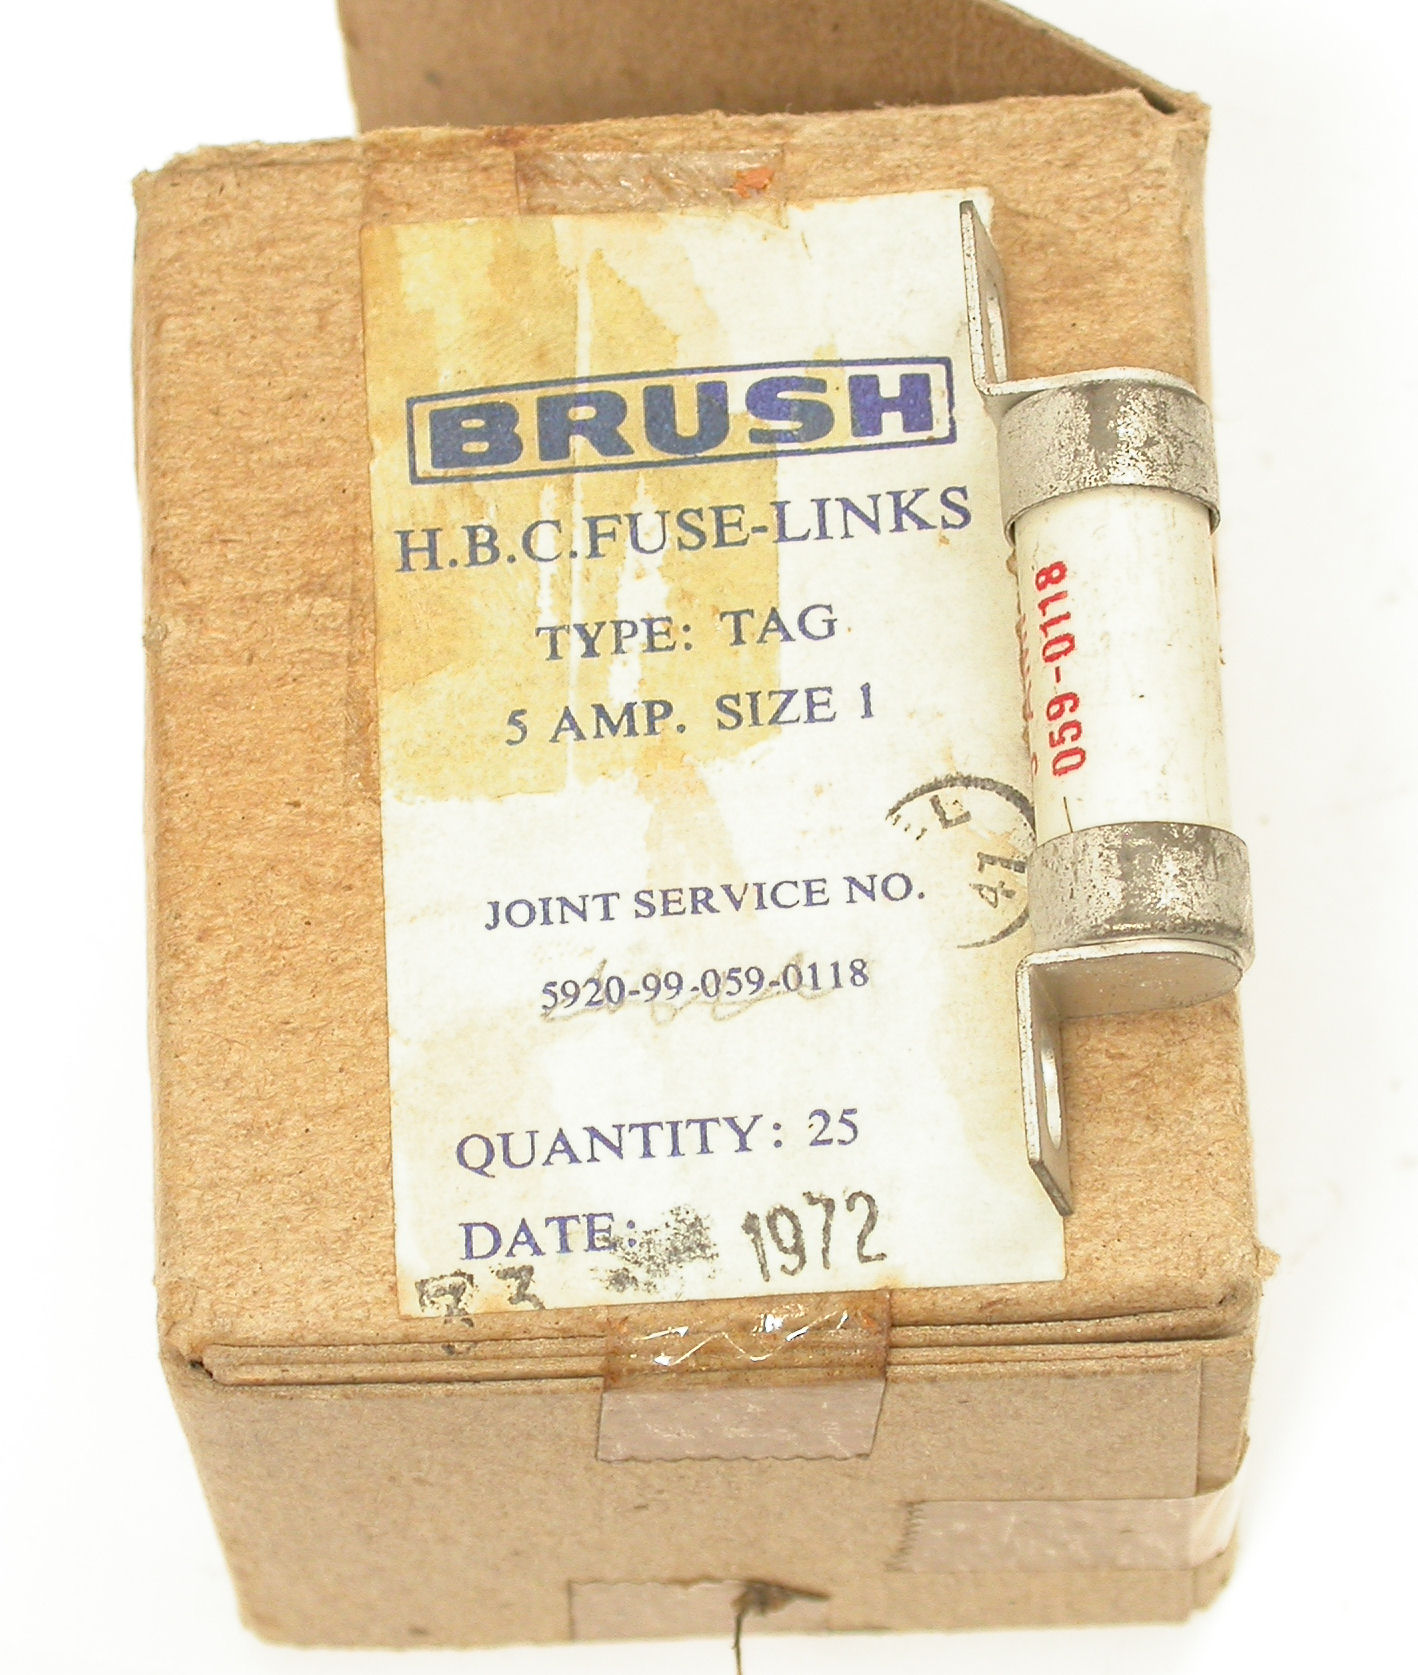 BRUSH
H.B.C.FUSE-LINKS
TYPE: TAG
5 AMP. SIZE 1
JOINT SERVICE NO.
5920-99-059-0118
QUANTITY: 25
DATE: 1972
059-0118
41